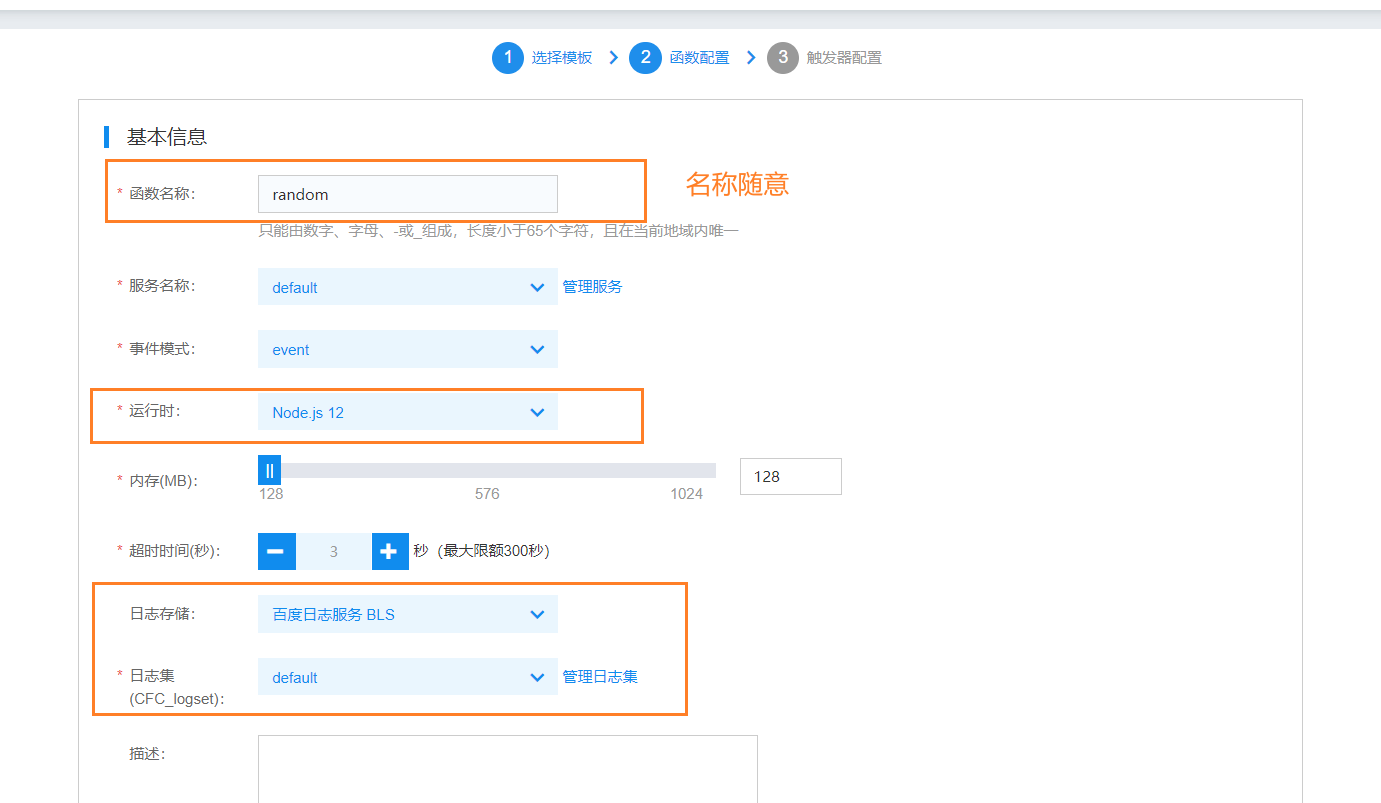 1 选择模板 2 函数配置 3 触发器配置
基本信息
* 函数名称: random
名称随意
只能由数字、字母、-或_组成，长度小于65个字符，且在当前地域内唯一
* 服务名称: default 管理服务
* 事件模式: event
* 运行时: Node.js 12
* 内存(MB): 128
128 576 1024
* 超时时间(秒): 3 秒（最大限额300秒）
日志存储: 百度日志服务 BLS
* 日志集 default 管理日志集
(CFC_logset):
描述: